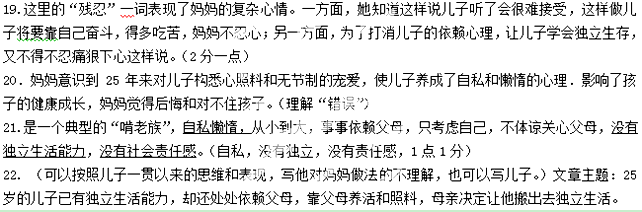 19.这里的“残忍”一词表现了妈妈的复杂心情。一方面，她知道这样说儿子听了会很难接受，这样做儿
子将要靠自己奋斗，得多吃苦，妈妈不忍心；另一方面，为了打消儿子的依赖心理，让儿子学会独立生存，
又不得不忍痛狠下心这样说。（2分一点）
20．妈妈意识到 25 年来对儿子构悉心照料和无节制的宠爱，使儿子养成了自私和懒惰的心理．影响了孩
子的健康成长，妈妈觉得后悔和对不住孩子。（理解“错误”）
21.是一个典型的“啃老族”，自私懒惰，从小到大，事事依赖父母，只考虑自己，不体谅关心父母，没有
独立生活能力，没有社会责任感。（自私，没有独立，没有责任感，1点1分）
22．（可以按照儿子一贯以来的思维和表现，写他对妈妈做法的不理解，也可以写儿子。）文章主题：25
岁的儿子已有独立生活能力，却还处处依赖父母，靠父母养活和照料，母亲决定让他搬出去独立生活。